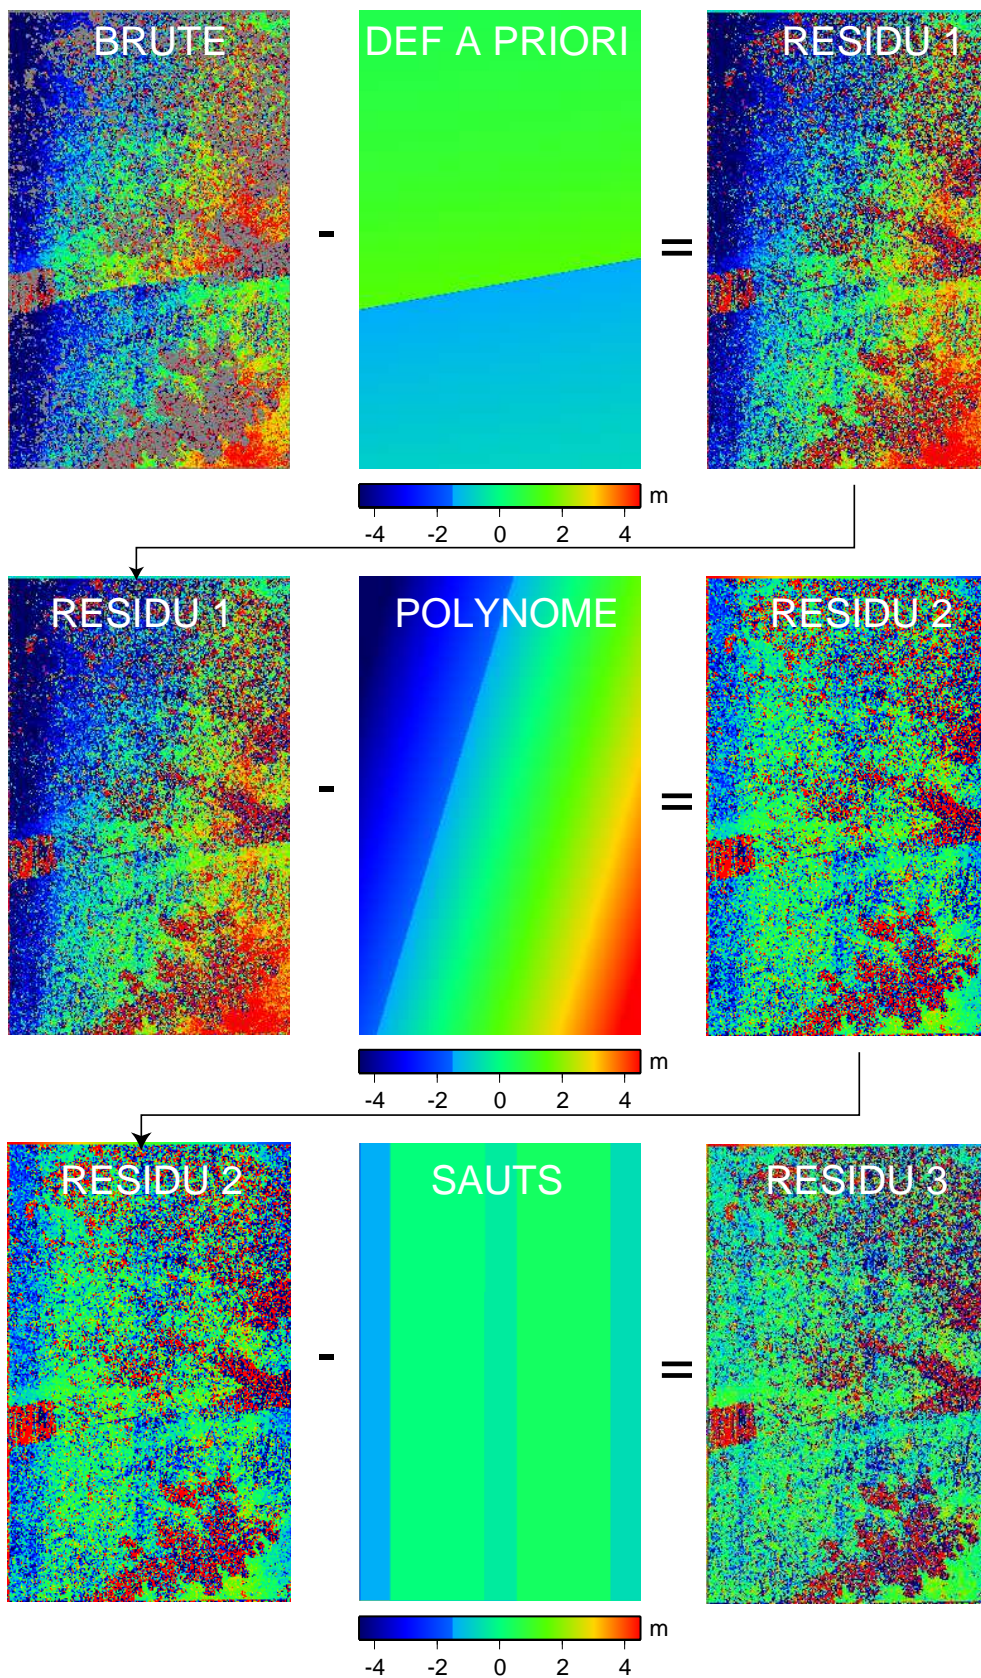 BRUTE
DEF A PRIORI
RESIDU 1
-
=
m
-4 -2 0 2 4
RESIDU 1
POLYNOME
RESIDU 2
-
=
m
-4 -2 0 2 4
RESIDU 2
SAUTS
RESIDU 3
-
=
m
-4 -2 0 2 4